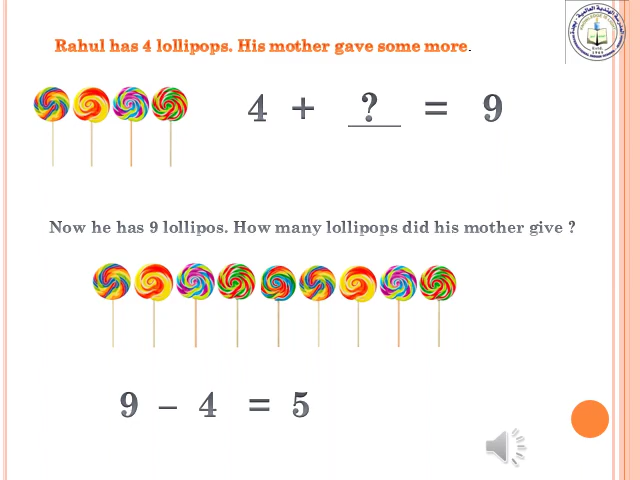 Rahul has 4 lollipops. His mother gave some more.
4 + ? = 9
Now he has 9 lollipos. How many lollipops did his mother give ?
9 – 4 = 5